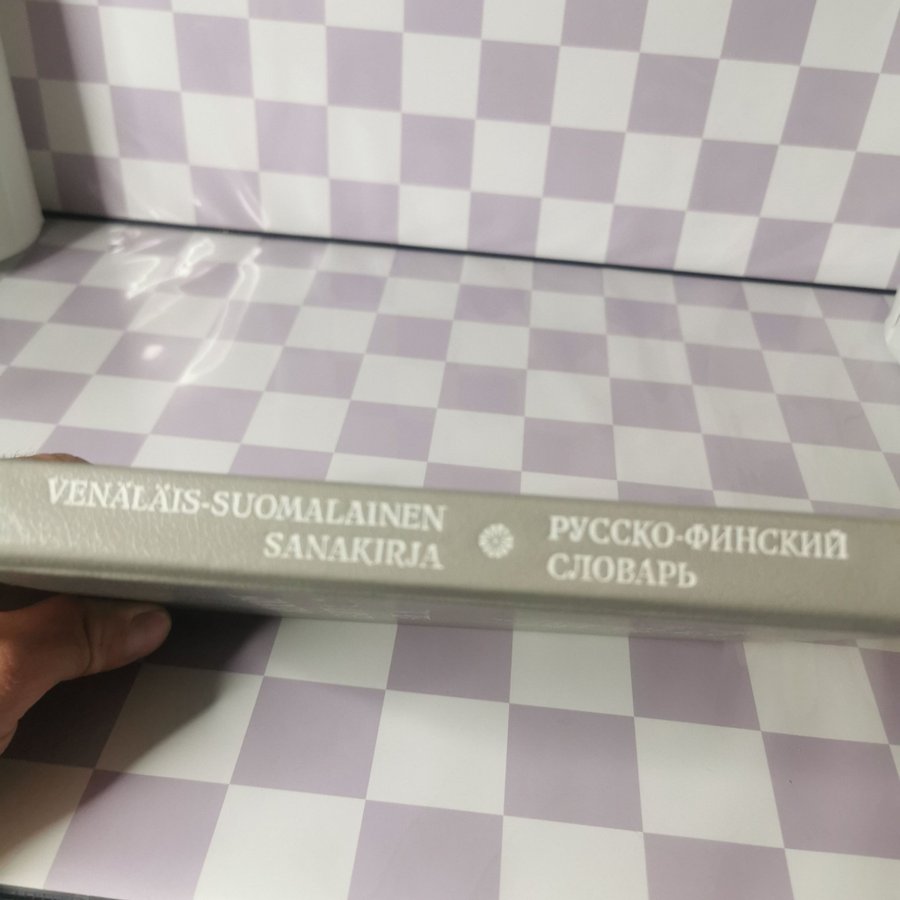 VENÄLÄIS-SUOMALAINEN
SANAKIRJA
РУССКО-ФИНСКИЙ
СЛОВАРЬ